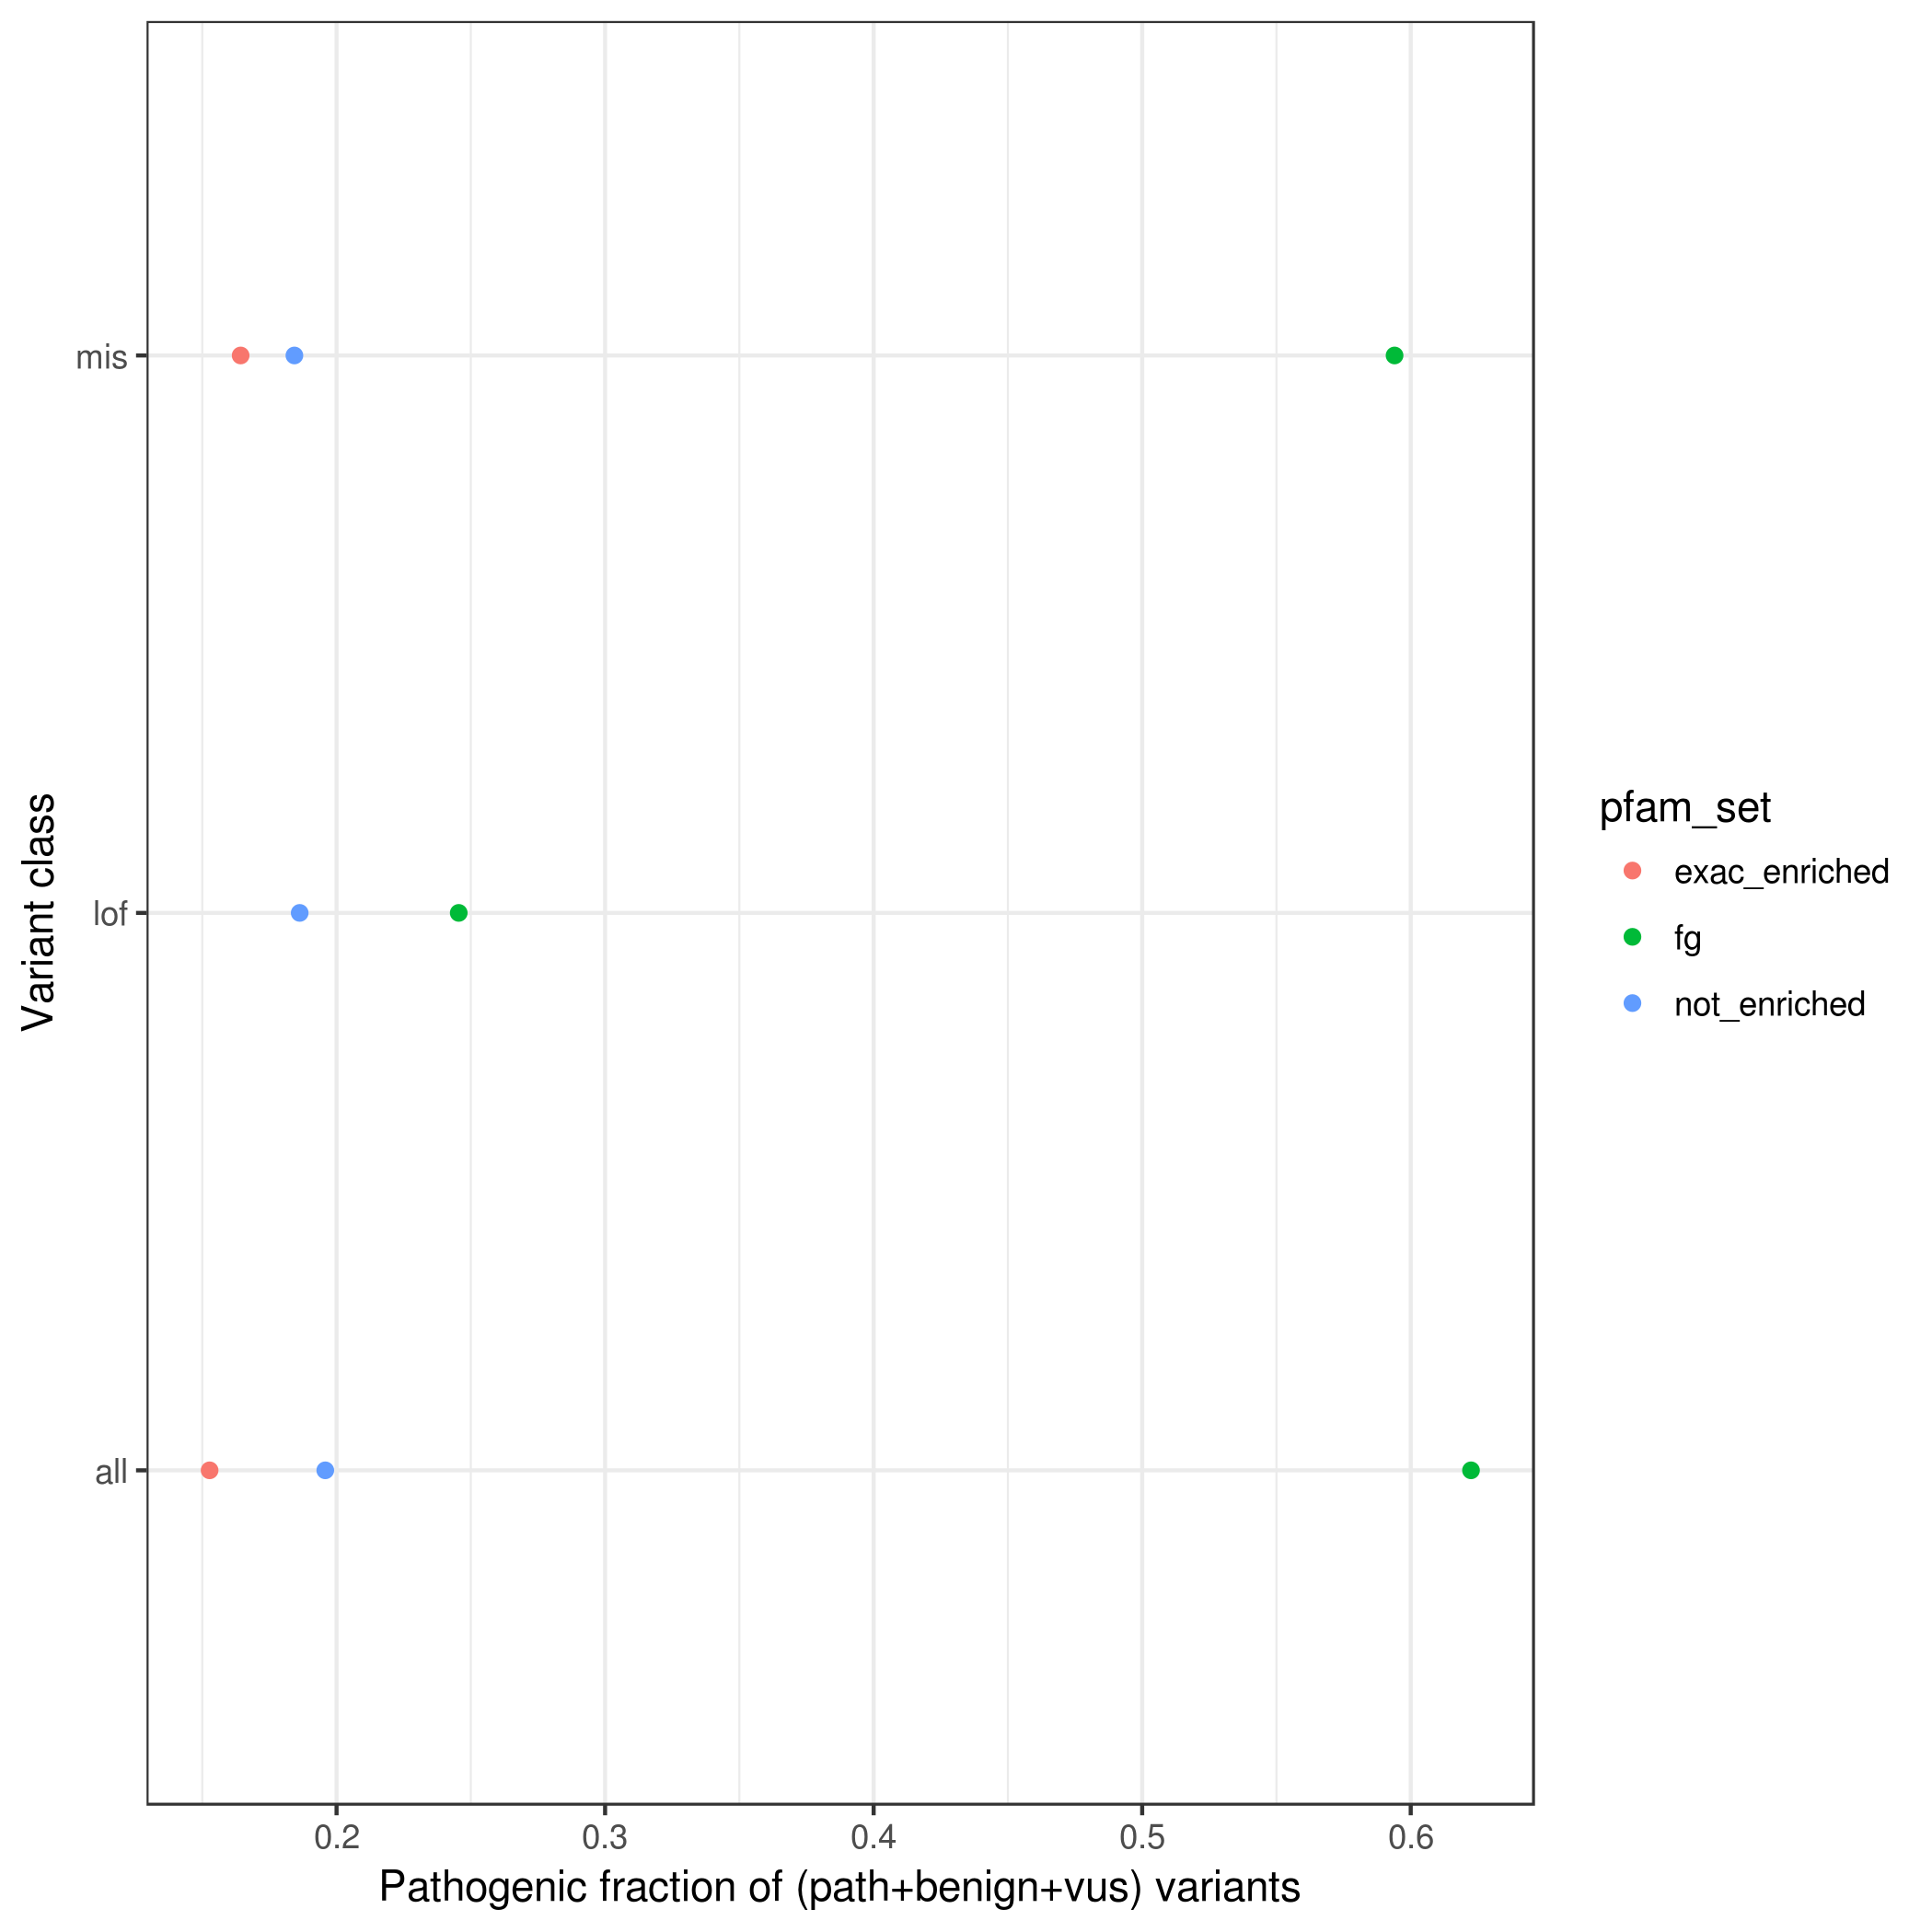 mis
lof
all
Variant class
0.2 0.3 0.4 0.5 0.6
Pathogenic fraction of (path+benign+vus) variants
pfam_set
exac_enriched
fg
not_enriched